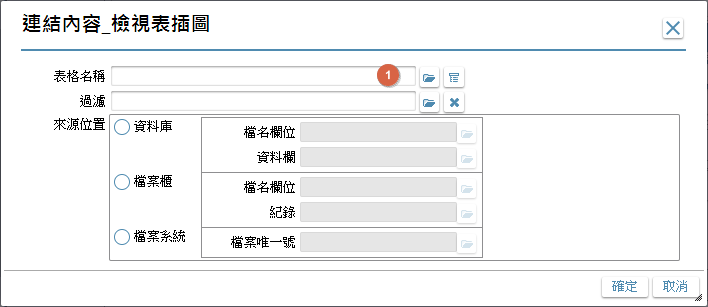 連結內容_檢視表插圖
表格名稱 1
過濾
來源位置
資料庫
檔名欄位
資料欄
檔案櫃
檔名欄位
紀錄
檔案系統
檔案唯一號
確定 取消